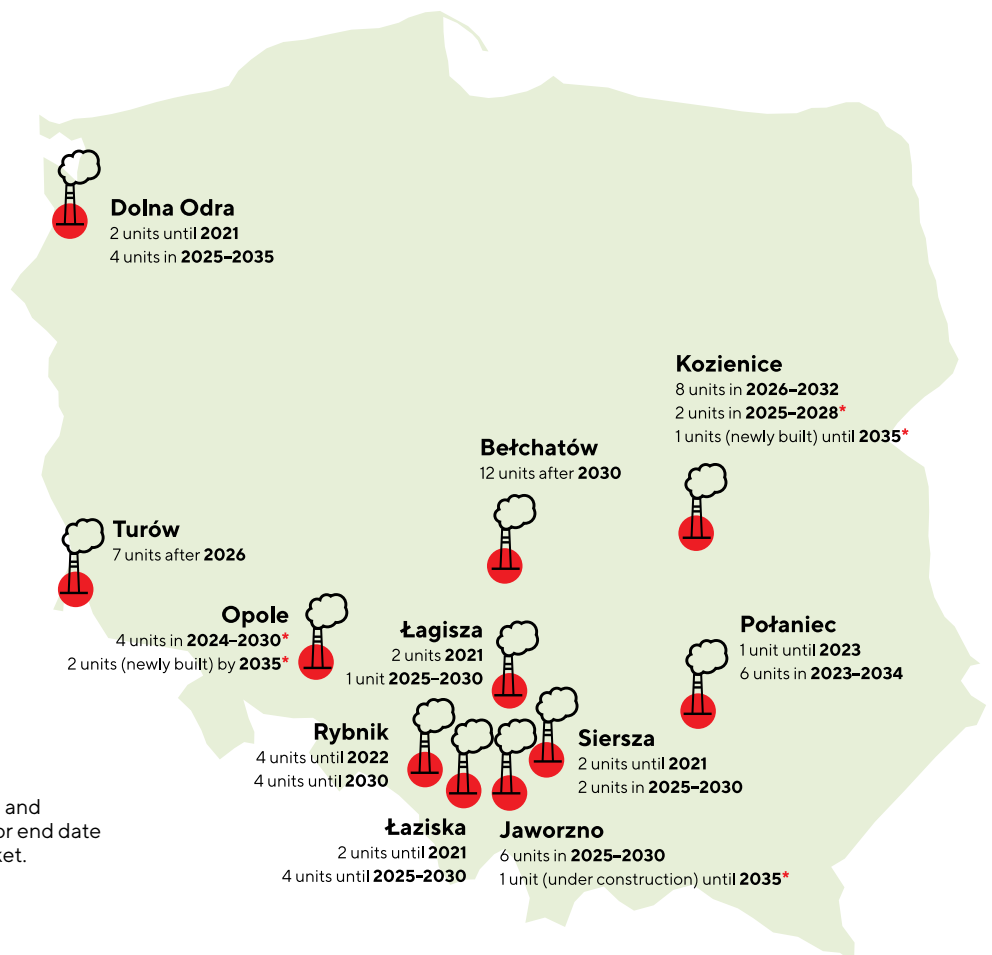 Dolna Odra
2 units until 2021
4 units in 2025–2035
Kozienice
8 units in 2026–2032
2 units in 2025–2028*
1 units (newly built) until 2035*
Bełchatów
12 units after 2030
Turów
7 units after 2026
Opole
4 units in 2024–2030*
2 units (newly built) by 2035*
Łagisza
2 units 2021
1 unit 2025–2030
Połaniec
1 unit until 2023
6 units in 2023–2034
Rybnik
4 units until 2022
4 units until 2030
Siersza
2 units until 2021
2 units in 2025–2030
Łaziska
2 units until 2021
4 units until 2025–2030
Jaworzno
6 units in 2025–2030
1 unit (under construction) until 2035*
and
or end date
ket.